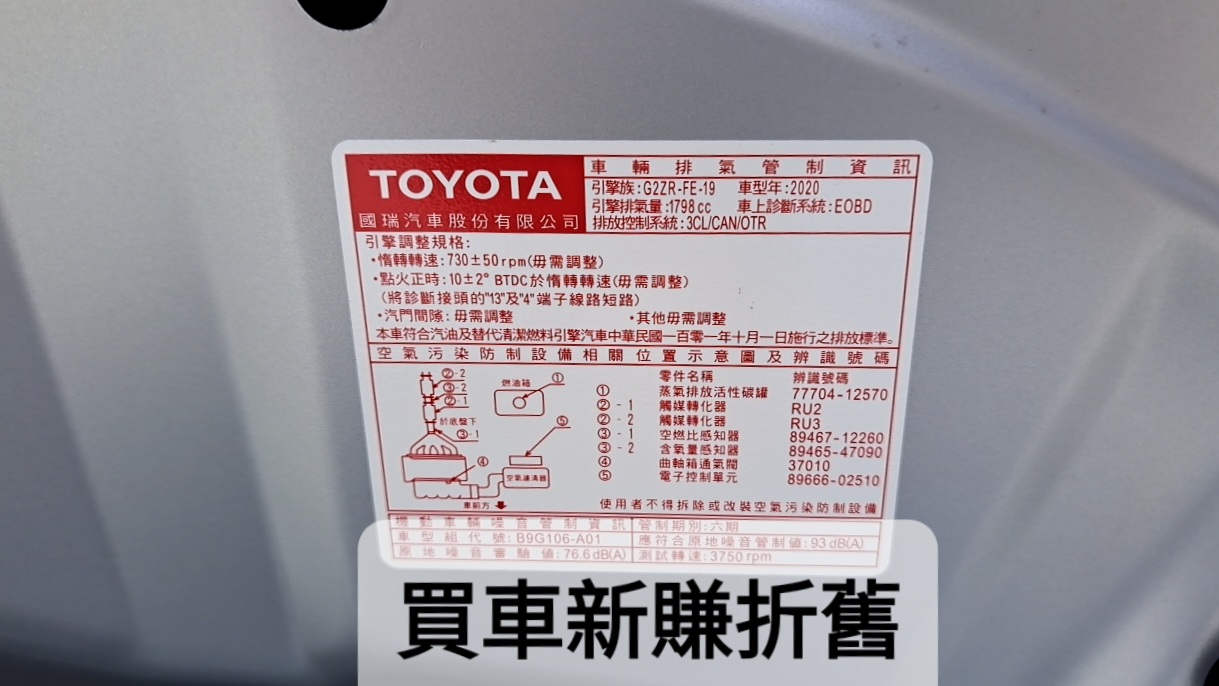 TOYOTA
國瑞汽車股份有限公司
車輛排氣管制資訊
引擎族:G2ZR-FE-19 車型年:2020
引擎排氣量:1798cc 車上診斷系統:EOBD
排放控制系統:3CL/CAN/OTR
引擎調整規格:
•惰轉轉速:730±50rpm(毋需調整)
•點火正時:10±2° BTDC於惰轉轉速(毋需調整)
(將診斷接頭的"13"及"4"端子線路短路)
•汽門間隙:毋需調整 •其他毋需調整
本車符合汽油及替代清潔燃料引擎汽車中華民國一百零一年十月一日施行之排放標準。
空氣污染防制設備相關位置示意圖及辨識號碼
②-2
③-2
②-1
於底盤下
③-1
④
燃油箱
①
⑤
空氣濾清器
車前方
零件名稱 辨識號碼
① 蒸氣排放活性碳罐 77704-12570
②-1 觸媒轉化器 RU2
②-2 觸媒轉化器 RU3
③-1 空燃比感知器 89467-12260
③-2 含氧量感知器 89465-47090
④ 曲軸箱通氣閥 37010
⑤ 電子控制單元 89666-02510
使用者不得拆除或改裝空氣污染防制設備
機動車輛噪音管制資訊 管制期別:六期
車型組代號:B9G106-A01 應符合原地噪音管制值:93dB(A)
原地噪音審驗值:76.6dB(A) 測試轉速:3750rpm
買車新賺折舊